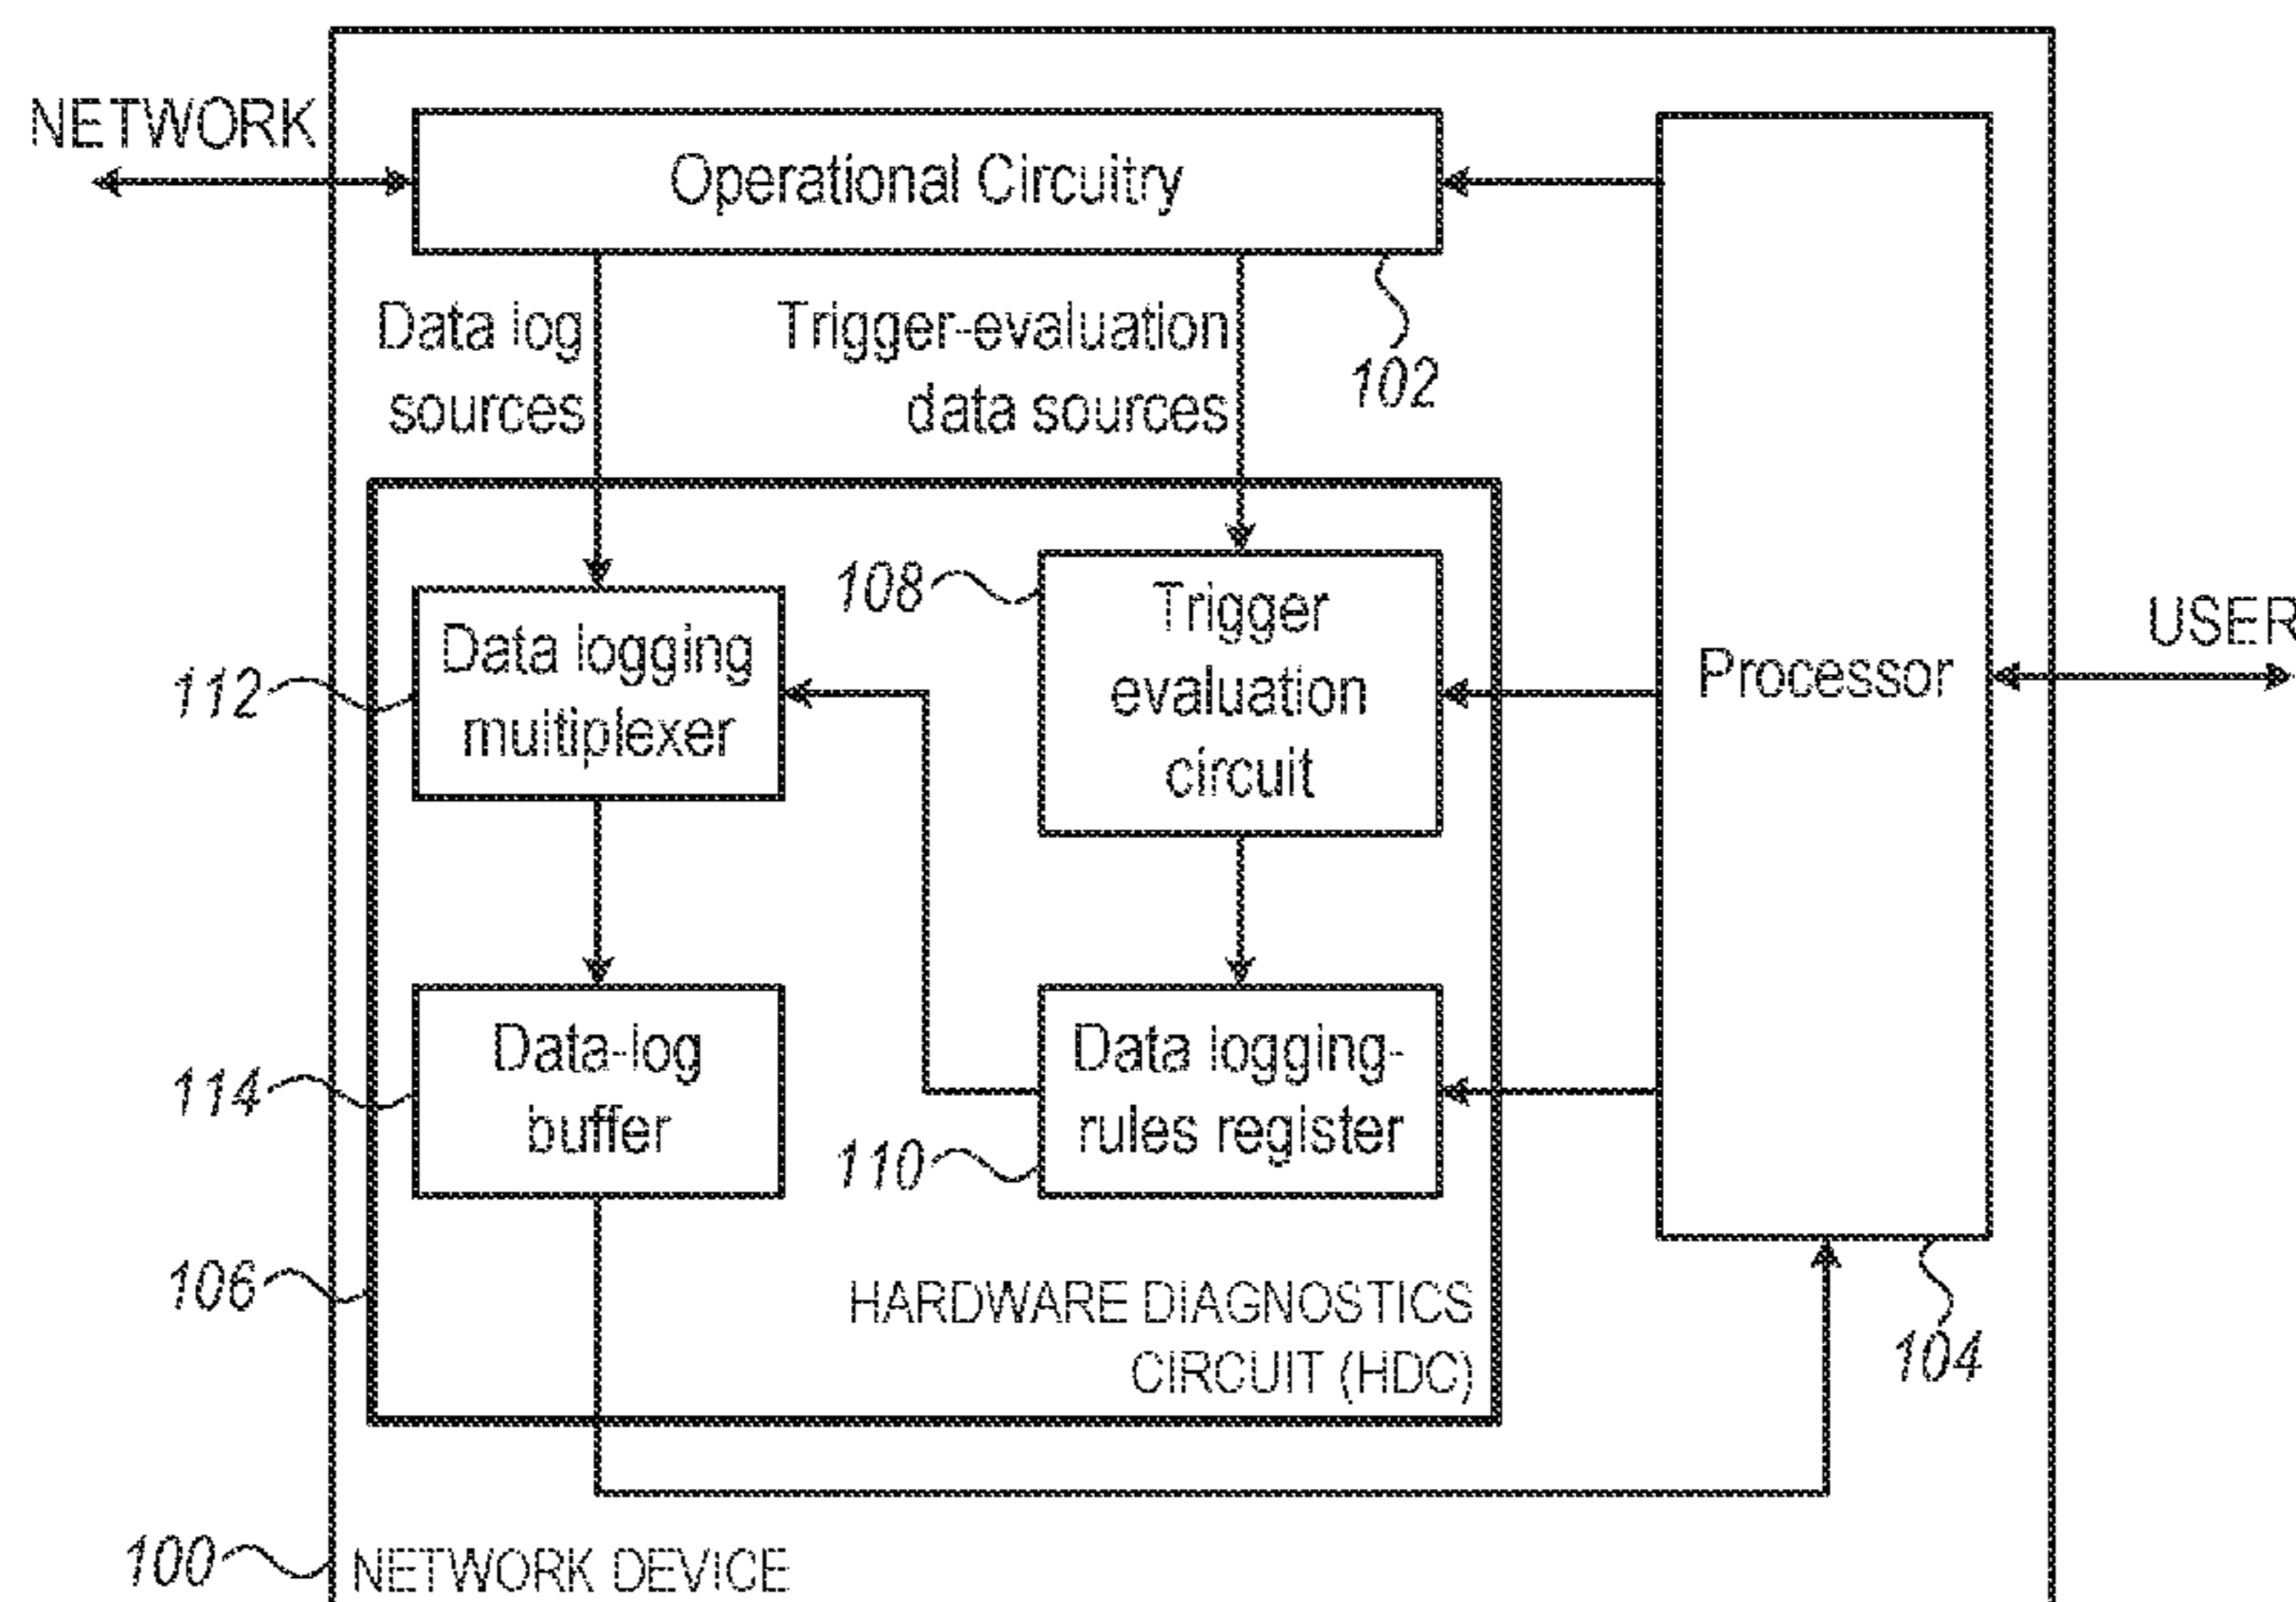 NETWORK
Operational Circuitry
Data log
sources
Trigger-evaluation
data sources
102
108
Trigger
evaluation
circuit
Processor
USER
112
Data logging
multiplexer
114
Data-log
buffer
110
Data logging-
rules register
106
HARDWARE DIAGNOSTICS
CIRCUIT (HDC)
104
100
NETWORK DEVICE